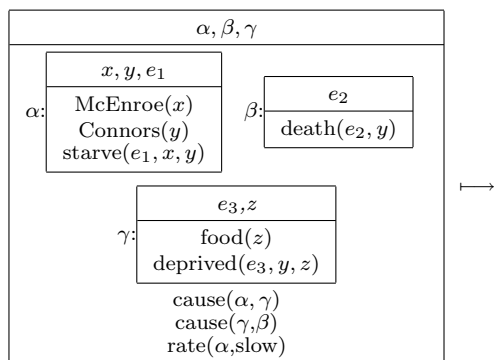 α, β, γ
x, y, e₁
α:
McEnroe(x)
Connors(y)
starve(e₁, x, y)
e₂
β:
death(e₂, y)
e₃,z
γ:
food(z)
deprived(e₃, y, z)
cause(α, γ)
cause(γ,β)
rate(α,slow)
⟼